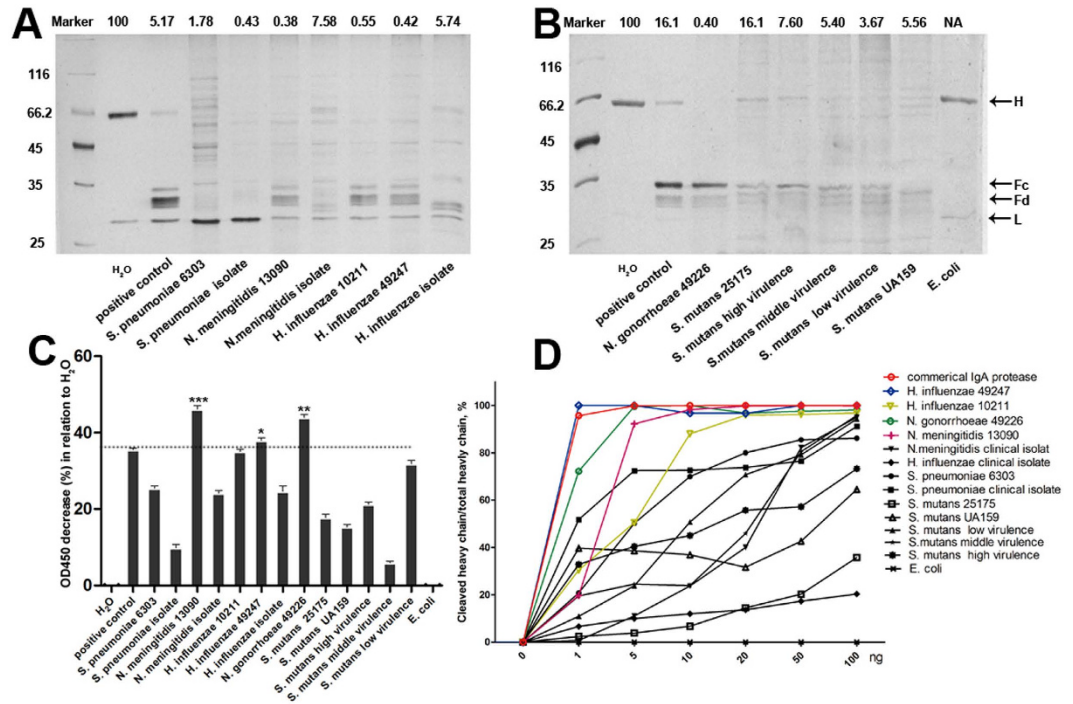 A
Marker 100 5.17 1.78 0.43 0.38 7.58 0.55 0.42 5.74
116
66.2
45
35
25
H₂O
positive control
S. pneumoniae 6303
S. pneumoniae isolate
N. meningitidis 13090
N.meningitidis isolate
H. influenzae 10211
H. influenzae 49247
H. influenzae isolate
B
Marker 100 16.1 0.40 16.1 7.60 5.40 3.67 5.56 NA
116
66.2
45
35
25
H
Fc
Fd
L
H₂O
positive control
N. gonorrhoeae 49226
S. mutans 25175
S. mutans high virulence
S.mutans middle virulence
S. mutans low virulence
S. mutans UA159
E. coli
C
OD450 decrease (%) in relation to H₂O
60
40
20
0
***
*
**
H₂O
positive control
S. pneumoniae 6303
S. pneumoniae isolate
N. meningitidis 13090
N. meningitidis isolate
H. influenzae 10211
H. influenzae 49247
H. influenzae isolate
N. gonorrhoeae 49226
S. mutans 25175
S. mutans UA159
S. mutans high virulence
S. mutans middle virulence
S. mutans low virulence
E. coli
D
Cleaved heavy chain/total heavly chain, %
100
80
60
40
20
0
0 1 5 10 20 50 100 ng
commerical IgA protease
H. influenzae 49247
H. influenzae 10211
N. gonorrhoeae 49226
N. meningitidis 13090
N.meningitidis clinical isolat
H. influenzae clinical isolate
S. pneumoniae 6303
S. pneumoniae clinical isolate
S. mutans 25175
S. mutans UA159
S. mutans low virulence
S.mutans middle virulence
S. mutans high virulence
E. coli